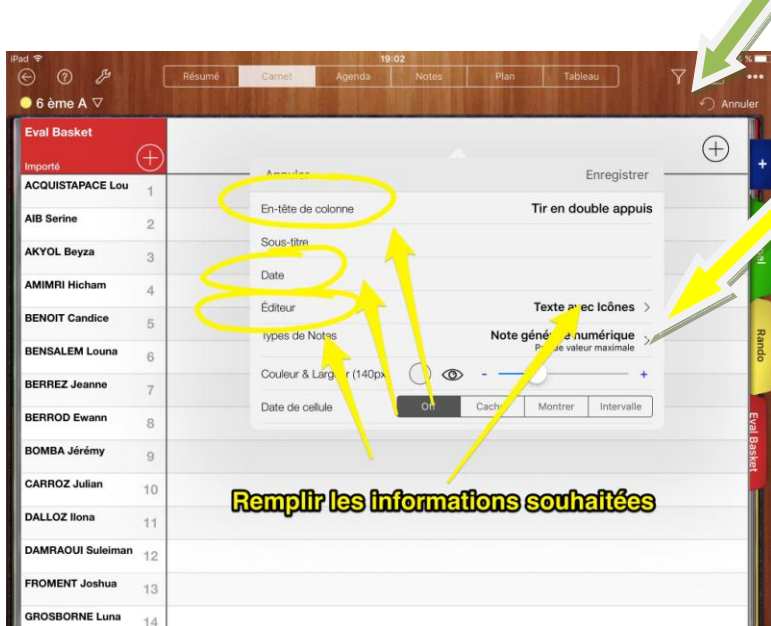 iPad 19:02 %
Résumé Carnet Agenda Notes Plan Tableau
6 ème A Annuler
Eval Basket
Importé
+
Annuler Enregistrer
En-tête de colonne Tir en double appuis
Sous-titre
Date
Éditeur Texte avec Icônes >
Types de Notes Note générale numérique >
Pas de valeur maximale
Couleur & Largeur (140px - +
Date de cellule Off Cacher Montrer Intervalle
Remplir les informations souhaitées
ACQUISTAPACE Lou 1
AIB Serine 2
AKYOL Beyza 3
AMIMRI Hicham 4
BENOIT Candice 5
BENSALEM Louna 6
BERREZ Jeanne 7
BERROD Ewann 8
BOMBA Jérémy 9
CARROZ Julian 10
DALLOZ Ilona 11
DAMRAOUI Suleiman 12
FROMENT Joshua 13
GROSBORNE Luna 14
Rando
Eval Basket